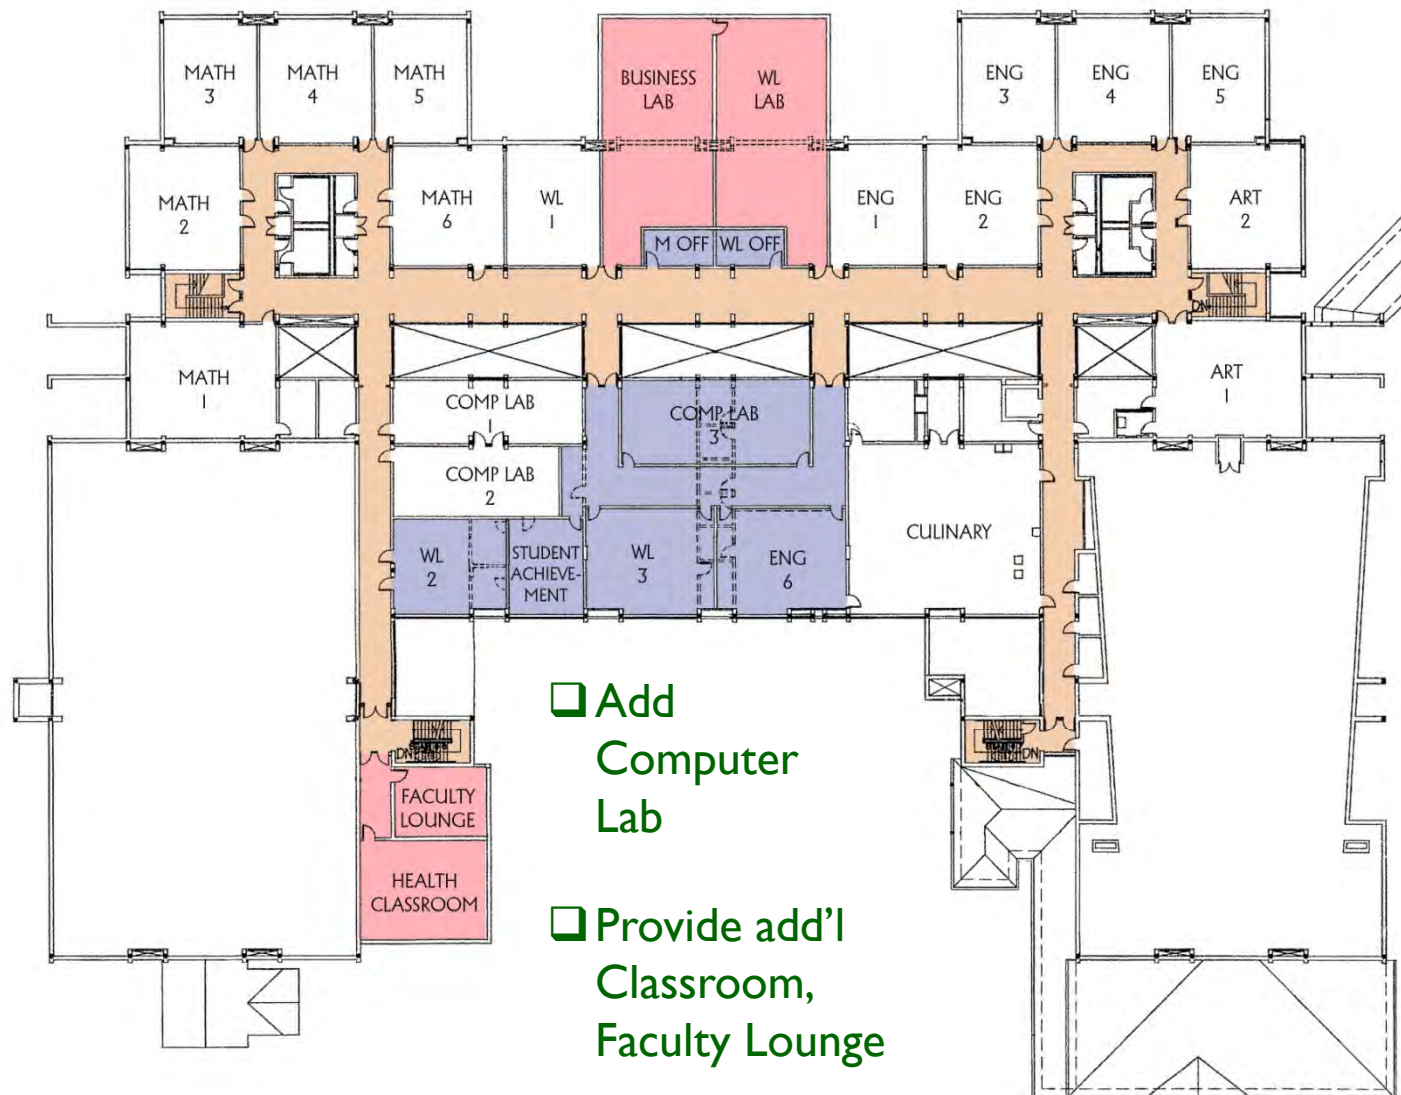 MATH
3
MATH
4
MATH
5
BUSINESS
LAB
WL
LAB
ENG
3
ENG
4
ENG
5
MATH
2
MATH
6
WL
1
ENG
1
ENG
2
ART
2
M OFF
WL OFF
DN
MATH
1
COMP LAB
1
COMP LAB
3
ART
1
COMP LAB
2
CULINARY
WL
2
STUDENT
ACHIEVE-
MENT
WL
3
ENG
6
DN
DN
FACULTY
LOUNGE
HEALTH
CLASSROOM
❑ Add
Computer
Lab
❑ Provide add’l
Classroom,
Faculty Lounge